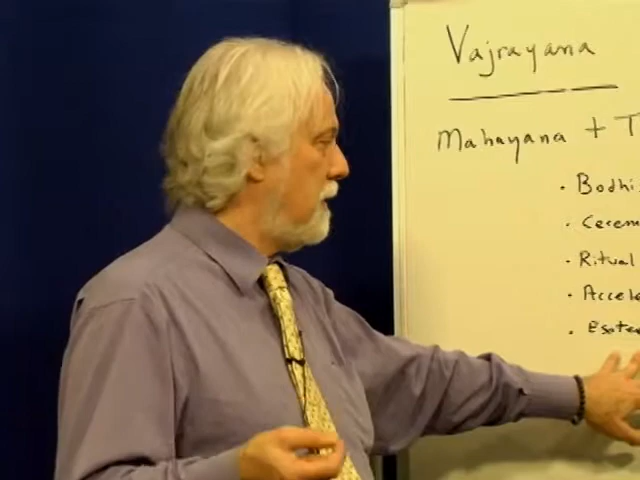 Vajrayana
Mahayana + T
• Bodhi
• Cerem
• Ritual
• Accele
• Esote